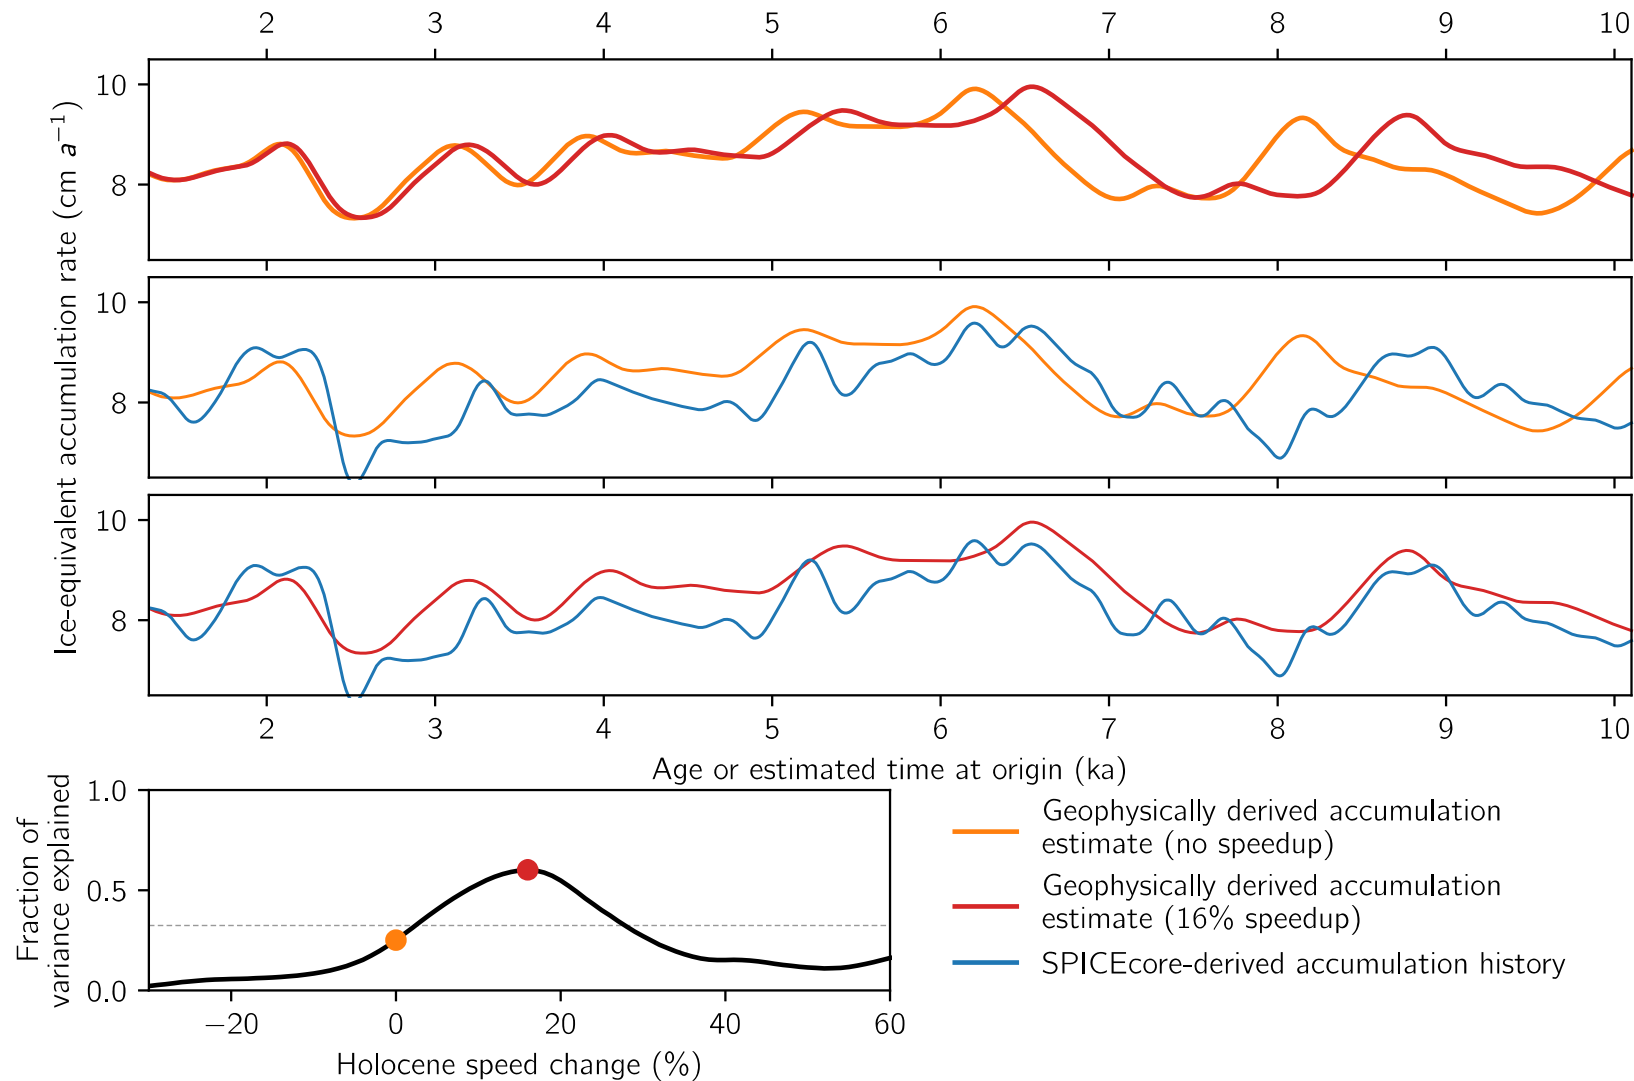 2 3 4 5 6 7 8 9 10
10
8
10
8
10
8
Ice-equivalent accumulation rate (cm a⁻¹)
2 3 4 5 6 7 8 9 10
Age or estimated time at origin (ka)
Fraction of
variance explained
1.0
0.5
0.0
−20 0 20 40 60
Holocene speed change (%)
Geophysically derived accumulation
estimate (no speedup)
Geophysically derived accumulation
estimate (16% speedup)
SPICEcore-derived accumulation history